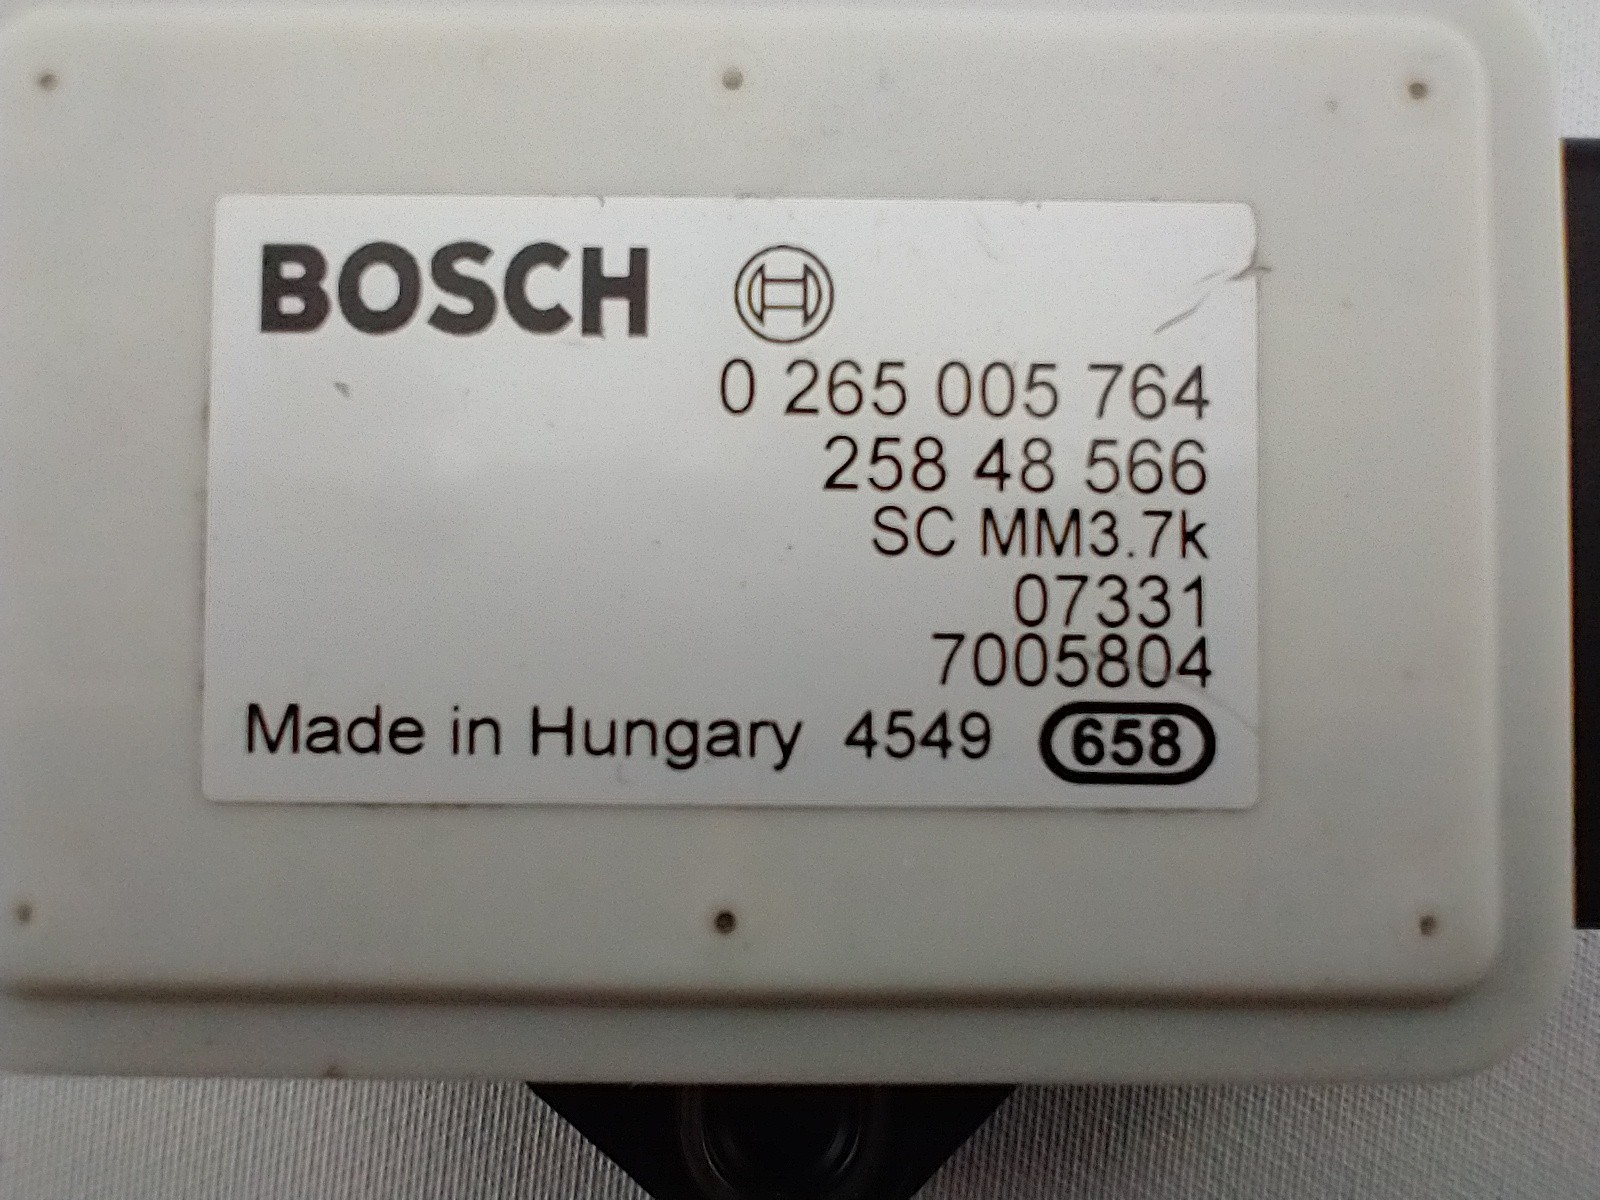 BOSCH
0 265 005 764
258 48 566
SC MM3.7k
07331
7005804
Made in Hungary 4549 658